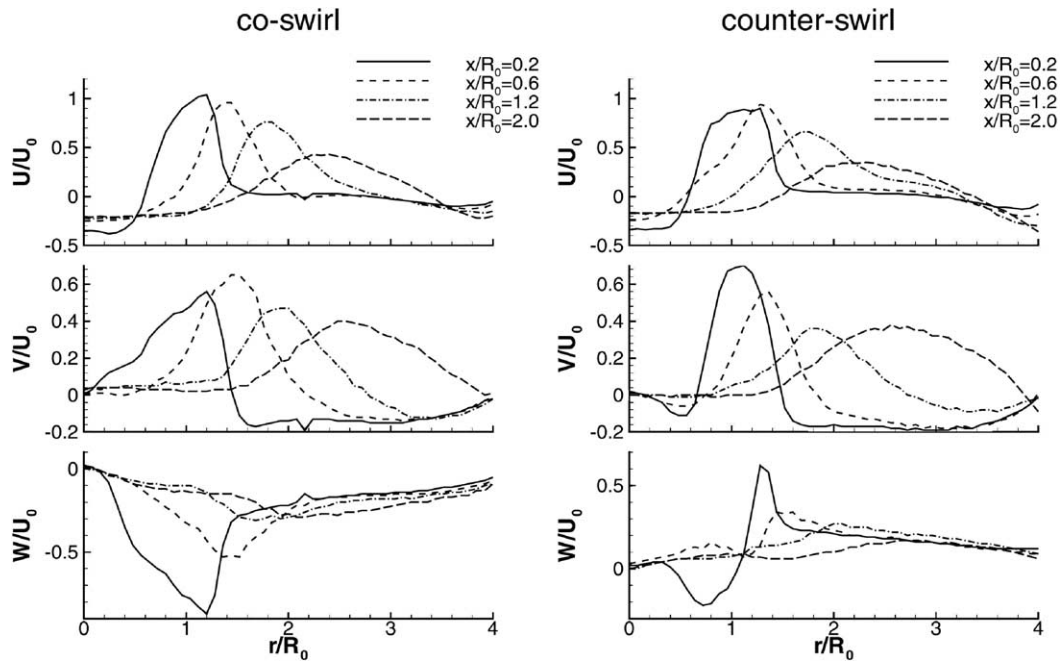 co-swirl
counter-swirl
x/R0=0.2
x/R0=0.6
x/R0=1.2
x/R0=2.0
1
0.5
0
-0.5
U/U0
x/R0=0.2
x/R0=0.6
x/R0=1.2
x/R0=2.0
1
0.5
0
-0.5
U/U0
0.6
0.4
0.2
0
-0.2
V/U0
0.6
0.4
0.2
0
-0.2
V/U0
0
-0.5
W/U0
0 1 2 3 4
r/R0
0.5
0
W/U0
0 1 2 3 4
r/R0